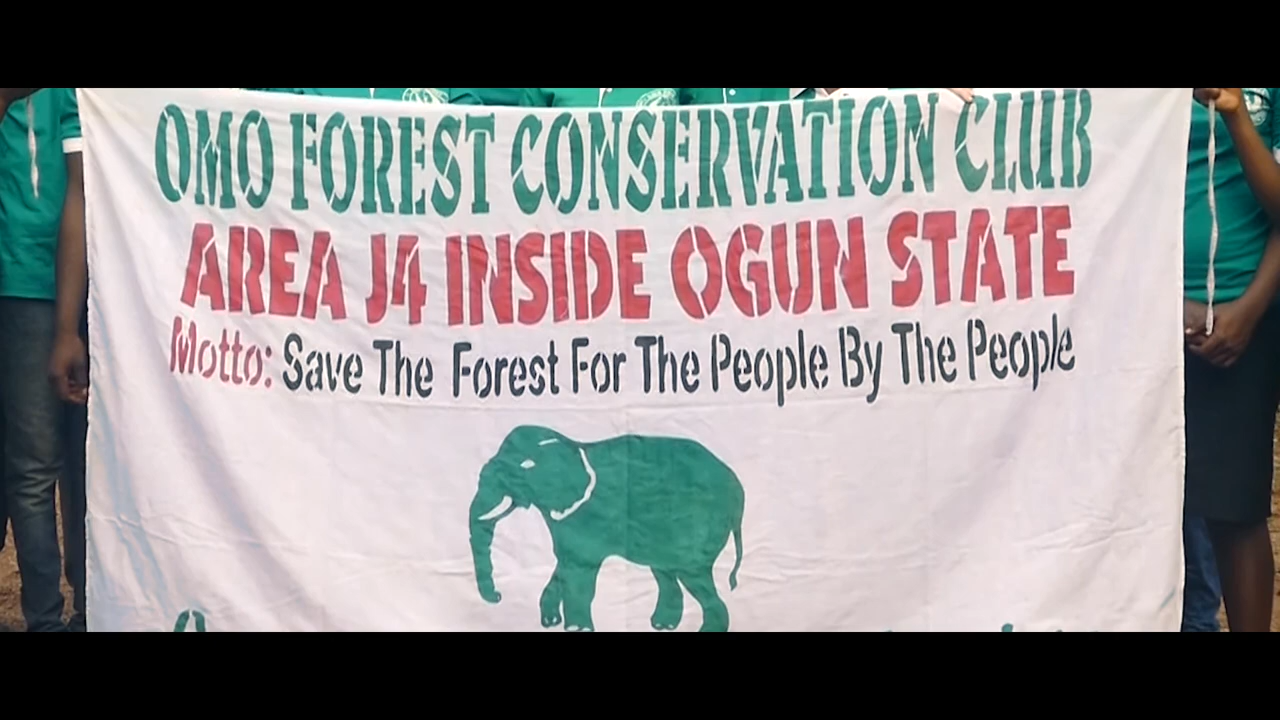 OMO FOREST CONSERVATION CLUB
AREA J4 INSIDE OGUN STATE
Motto: Save The Forest For The People By The People